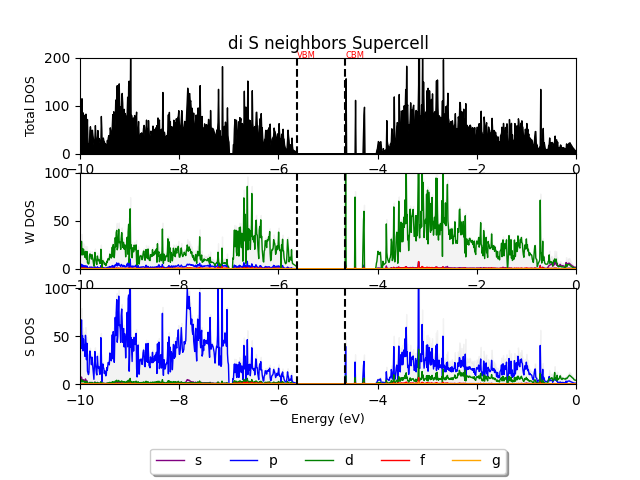 di S neighbors Supercell
VBM CBM
200
100
0
Total DOS
−10 −8 −6 −4 −2 0
100
50
0
W DOS
−10 −8 −6 −4 −2 0
100
50
0
S DOS
−10 −8 −6 −4 −2 0
Energy (eV)
s p d f g